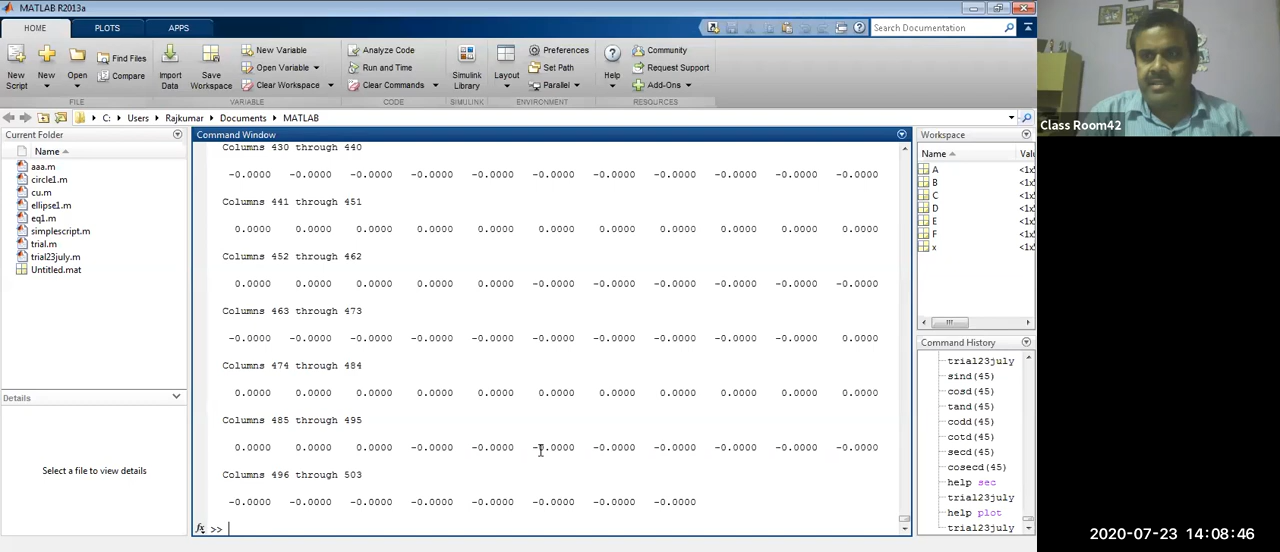 MATLAB R2013a
HOME PLOTS APPS
Search Documentation
New Script
New
Open
Find Files
Compare
Import Data
Save Workspace
New Variable
Open Variable
Clear Workspace
Analyze Code
Run and Time
Clear Commands
Simulink Library
Layout
Preferences
Set Path
Parallel
Help
Community
Request Support
Add-Ons
FILE VARIABLE CODE SIMULINK ENVIRONMENT RESOURCES
C: Users Rajkumar Documents MATLAB
Class Room42
Current Folder
Name
aaa.m
circle1.m
cu.m
ellipse1.m
eq1.m
simplescript.m
trial.m
trial23july.m
Untitled.mat
Details
Select a file to view details
Command Window
Columns 430 through 440
-0.0000 -0.0000 -0.0000 -0.0000 -0.0000 -0.0000 -0.0000 -0.0000 -0.0000 -0.0000 -0.0000
Columns 441 through 451
0.0000 0.0000 0.0000 0.0000 0.0000 0.0000 0.0000 0.0000 0.0000 0.0000 0.0000
Columns 452 through 462
0.0000 0.0000 0.0000 0.0000 0.0000 -0.0000 -0.0000 -0.0000 -0.0000 -0.0000 -0.0000
Columns 463 through 473
-0.0000 -0.0000 -0.0000 -0.0000 -0.0000 -0.0000 -0.0000 -0.0000 -0.0000 -0.0000 0.0000
Columns 474 through 484
0.0000 0.0000 0.0000 0.0000 0.0000 0.0000 0.0000 0.0000 0.0000 0.0000 0.0000
Columns 485 through 495
0.0000 0.0000 0.0000 -0.0000 -0.0000 -0.0000 -0.0000 -0.0000 -0.0000 -0.0000 -0.0000
Columns 496 through 503
-0.0000 -0.0000 -0.0000 -0.0000 -0.0000 -0.0000 -0.0000 -0.0000
fx >>
Workspace
Name Valu
A <1x5
B <1x5
C <1x5
D <1x5
E <1x5
F <1x5
x <1x5
Command History
trial23july
sind(45)
cosd(45)
tand(45)
codd(45)
cotd(45)
secd(45)
cosecd(45)
help sec
trial23july
help plot
trial23july
2020-07-23 14:08:46